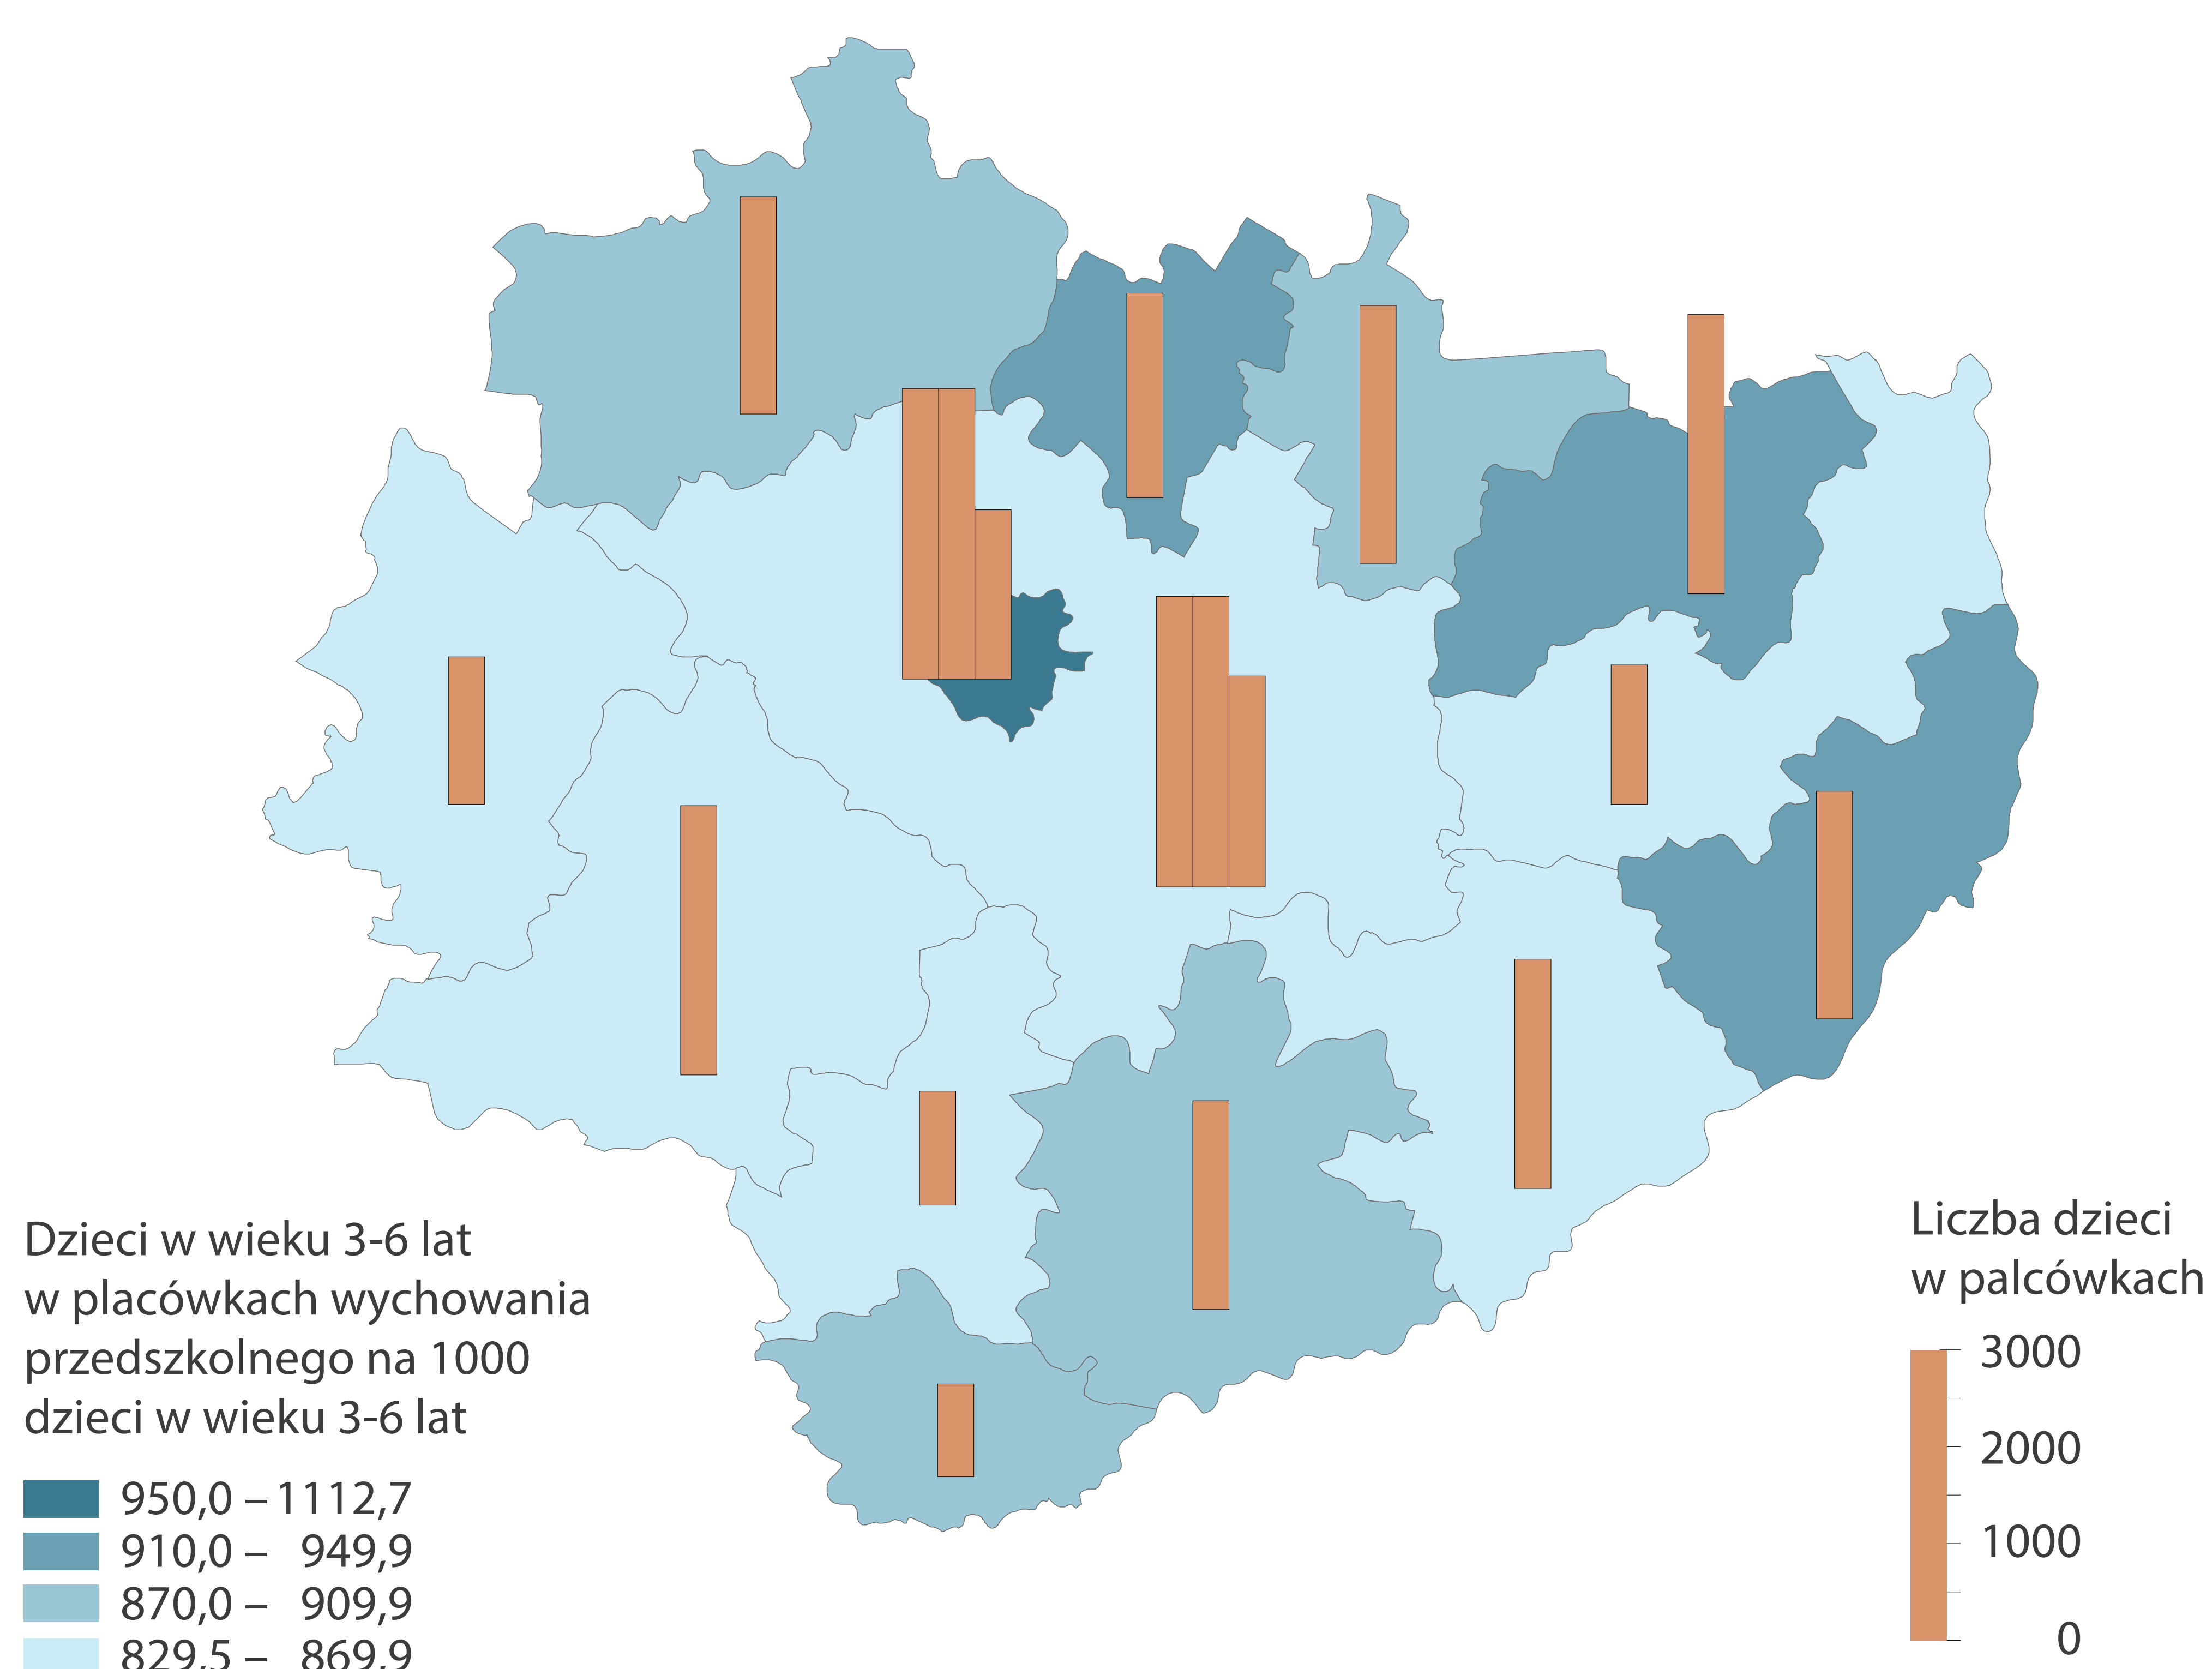 Dzieci w wieku 3-6 lat
w placówkach wychowania
przedszkolnego na 1000
dzieci w wieku 3-6 lat
950,0 – 1112,7
910,0 – 949,9
870,0 – 909,9
829,5 – 869,9
Liczba dzieci
w palcówkach
3000
2000
1000
0